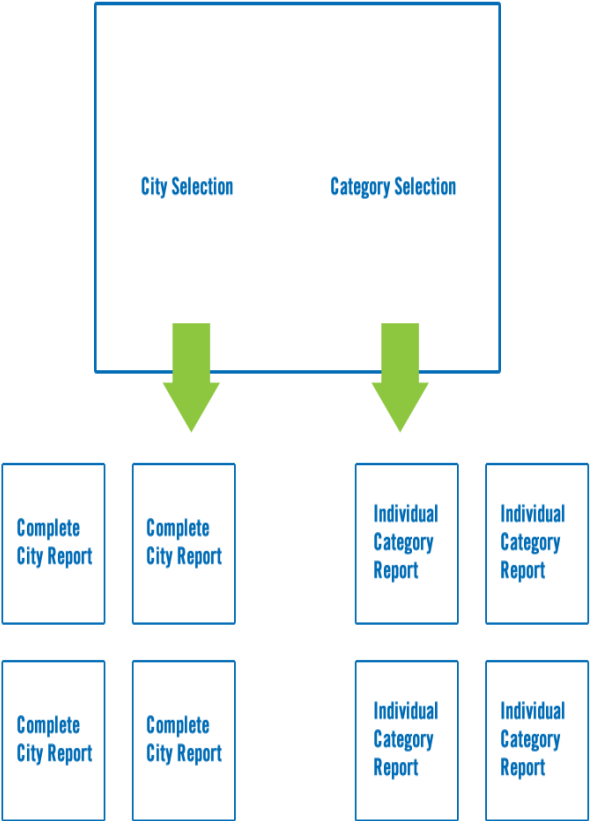 City Selection
Category Selection
Complete
City Report
Complete
City Report
Individual
Category
Report
Individual
Category
Report
Complete
City Report
Complete
City Report
Individual
Category
Report
Individual
Category
Report